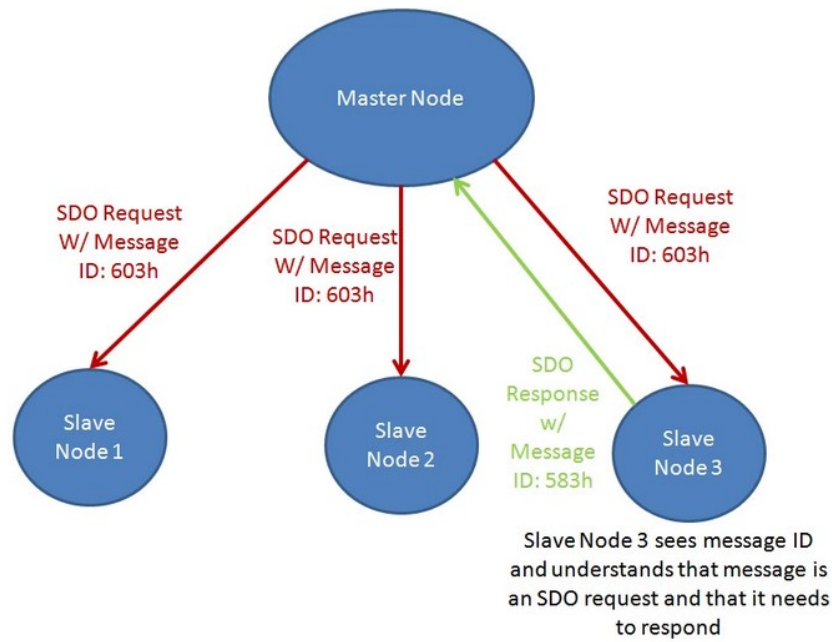 Master Node
SDO Request
W/ Message
ID: 603h
SDO Request
W/ Message
ID: 603h
SDO Request
W/ Message
ID: 603h
SDO
Response
w/
Message
ID: 583h
Slave
Node 1
Slave
Node 2
Slave
Node 3
Slave Node 3 sees message ID
and understands that message is
an SDO request and that it needs
to respond